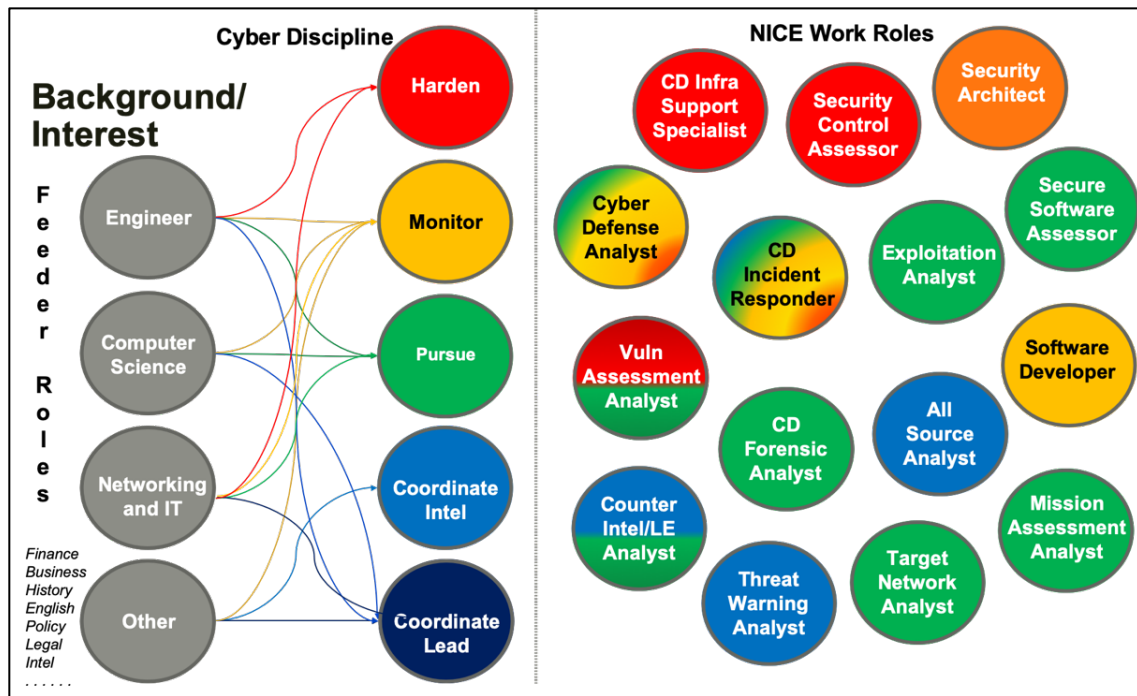 Cyber Discipline
Background/
Interest
Feeder Roles
Engineer
Computer
Science
Networking
and IT
Other
Finance
Business
History
English
Policy
Legal
Intel
. . . . . .
Harden
Monitor
Pursue
Coordinate
Intel
Coordinate
Lead
NICE Work Roles
CD Infra
Support
Specialist
Security
Control
Assessor
Security
Architect
Cyber
Defense
Analyst
CD
Incident
Responder
Exploitation
Analyst
Secure
Software
Assessor
Vuln
Assessment
Analyst
CD
Forensic
Analyst
All
Source
Analyst
Software
Developer
Counter
Intel/LE
Analyst
Threat
Warning
Analyst
Target
Network
Analyst
Mission
Assessment
Analyst